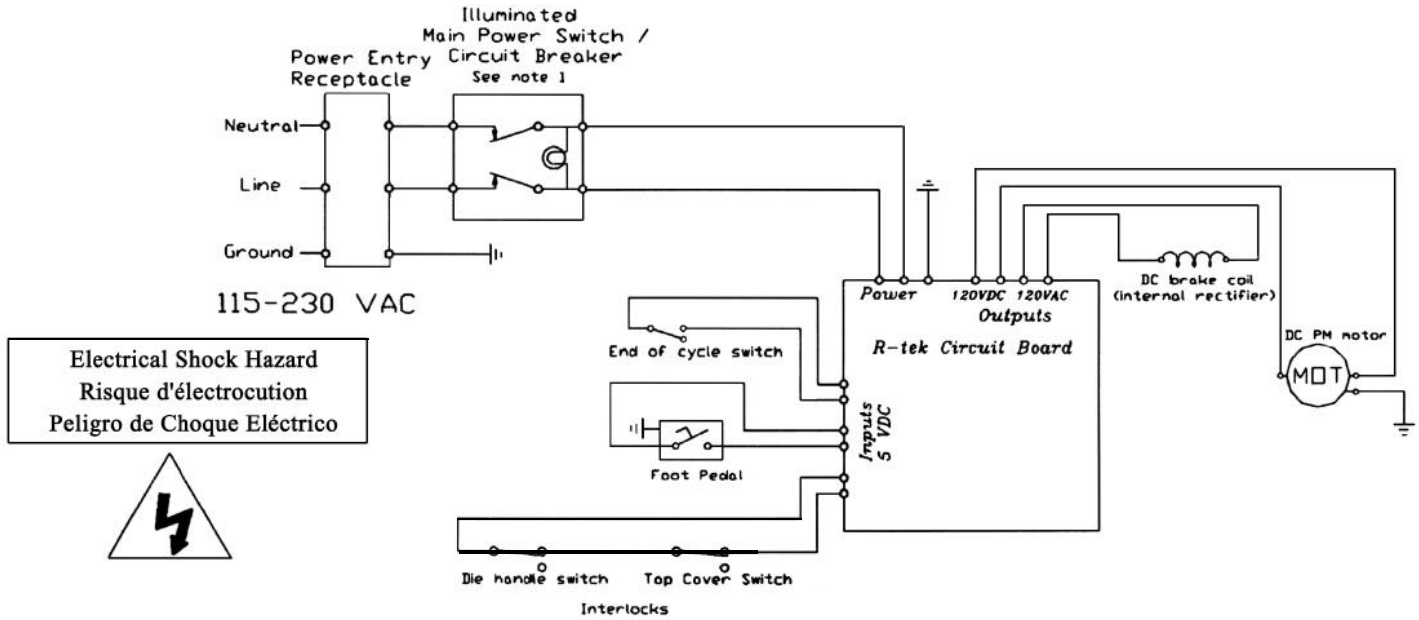 Illuminated
Main Power Switch /
Circuit Breaker
See note 1
Power Entry
Receptacle
Neutral
Line
Ground
115-230 VAC
Electrical Shock Hazard
Risque d'électrocution
Peligro de Choque Eléctrico
Power
120VDC 120VAC
Outputs
R-tek Circuit Board
Inputs
5 VDC
DC brake coil
(internal rectifier)
DC PM motor
MOT
End of cycle switch
Foot Pedal
Die handle switch
Top Cover Switch
Interlocks